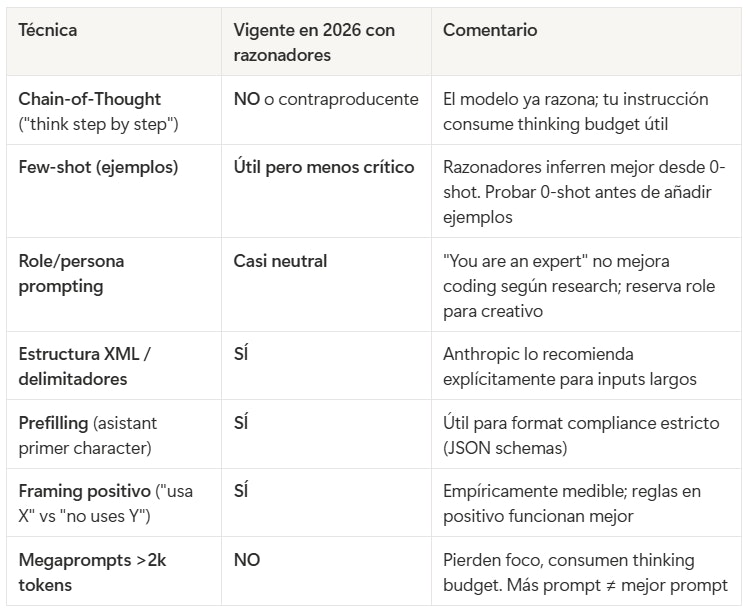 Técnica
Vigente en 2026 con
razonadores
Comentario
Chain-of-Thought
("think step by step")
NO o contraproducente
El modelo ya razona; tu instrucción
consume thinking budget útil
Few-shot (ejemplos)
Útil pero menos crítico
Razonadores inferren mejor desde 0-
shot. Probar 0-shot antes de añadir
ejemplos
Role/persona
prompting
Casi neutral
"You are an expert" no mejora
coding según research; reserva role
para creativo
Estructura XML /
delimitadores
SÍ
Anthropic lo recomienda
explícitamente para inputs largos
Prefilling (asistant
primer character)
SÍ
Útil para format compliance estricto
(JSON schemas)
Framing positivo ("usa
X" vs "no uses Y")
SÍ
Empíricamente medible; reglas en
positivo funcionan mejor
Megaprompts >2k
tokens
NO
Pierden foco, consumen thinking
budget. Más prompt ≠ mejor prompt